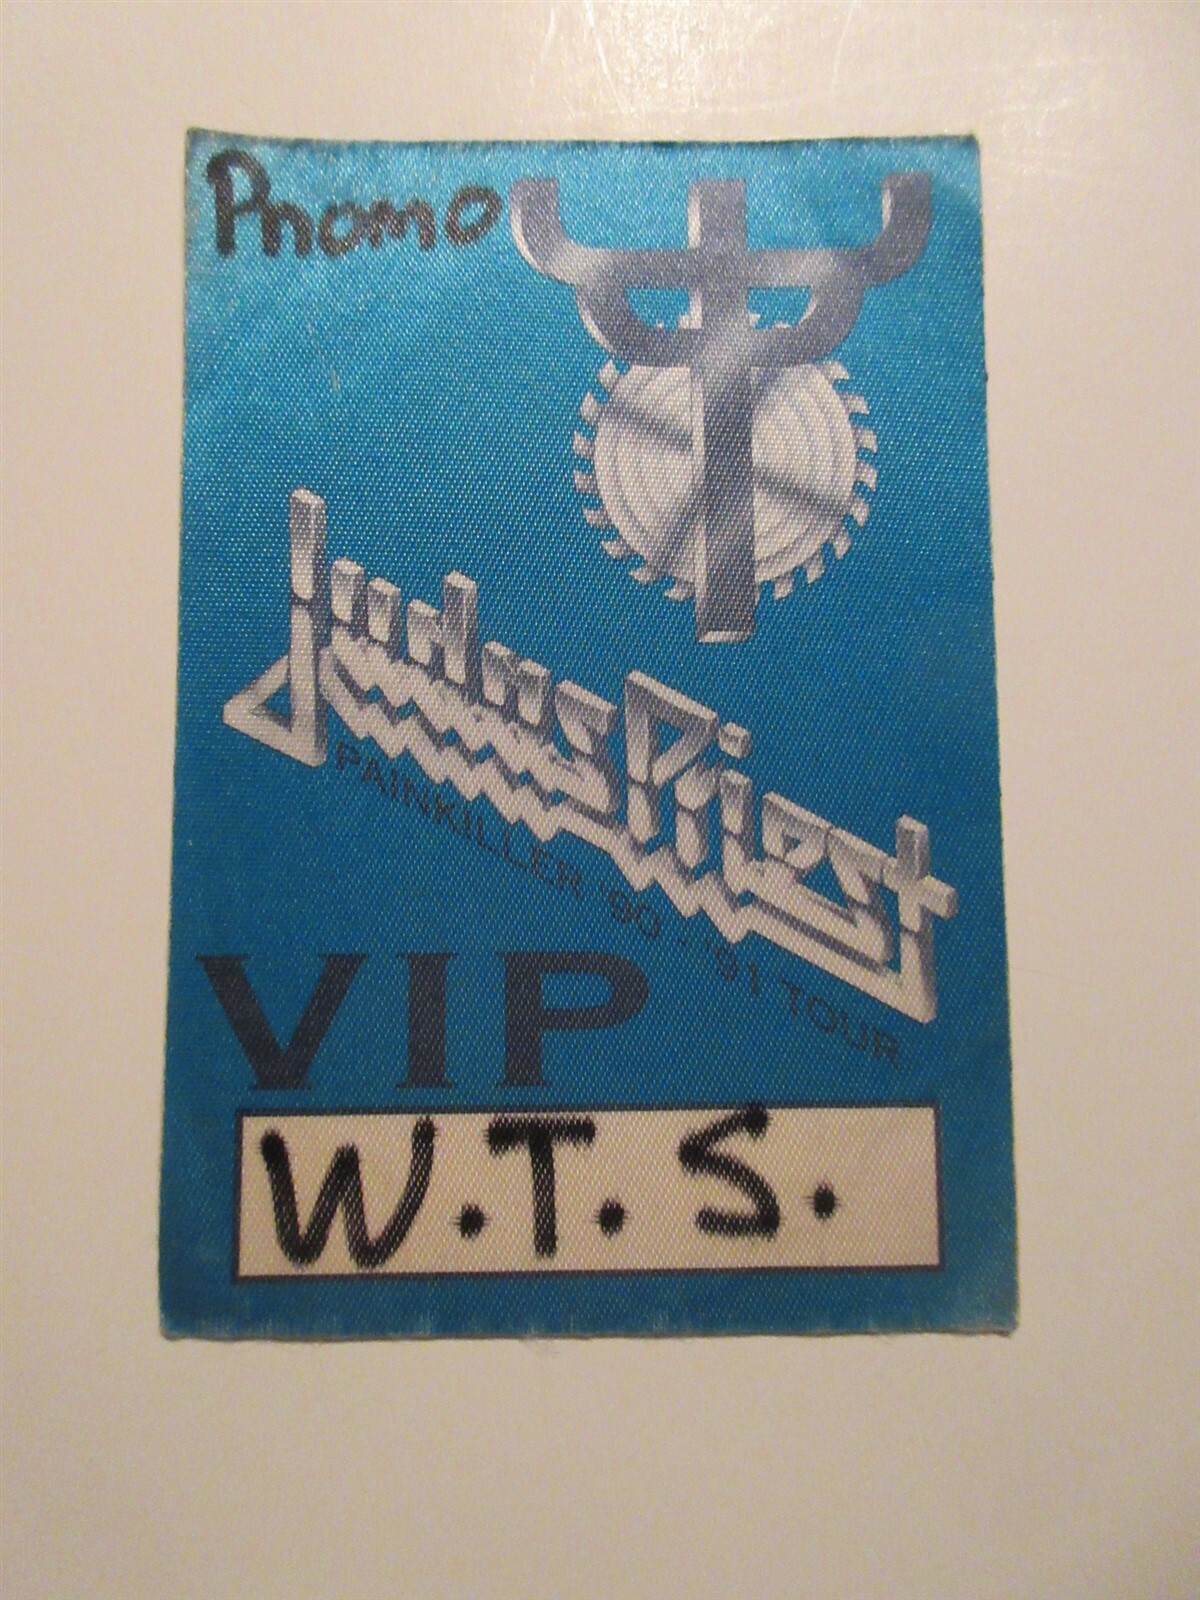 Promo
Judas Priest
PAINKILLER '90 - '91 TOUR
VIP
W.T.S.